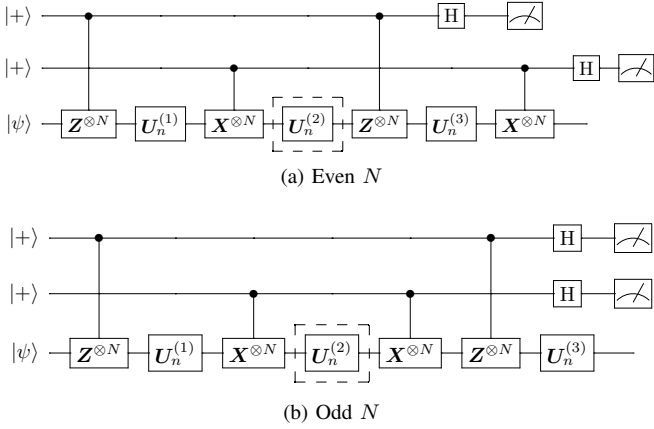 |+⟩ H
|+⟩ H
|ψ⟩ Z^{⊗N} U_n^{(1)} X^{⊗N} U_n^{(2)} Z^{⊗N} U_n^{(3)} X^{⊗N}
(a) Even N
|+⟩ H
|+⟩ H
|ψ⟩ Z^{⊗N} U_n^{(1)} X^{⊗N} U_n^{(2)} X^{⊗N} Z^{⊗N} U_n^{(3)}
(b) Odd N